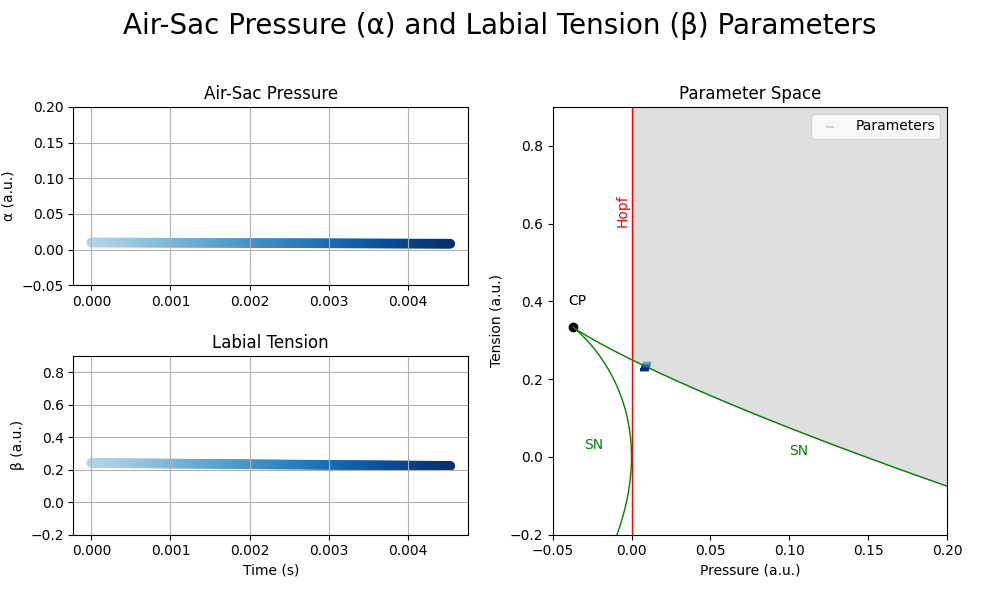 Air-Sac Pressure (α) and Labial Tension (β) Parameters
Air-Sac Pressure
α (a.u.)
0.20
0.15
0.10
0.05
0.00
−0.05
0.000 0.001 0.002 0.003 0.004
Labial Tension
β (a.u.)
0.8
0.6
0.4
0.2
0.0
−0.2
0.000 0.001 0.002 0.003 0.004
Time (s)
Parameter Space
Parameters
Tension (a.u.)
0.8
0.6
0.4
0.2
0.0
−0.2
Hopf
CP
SN
SN
−0.05 0.00 0.05 0.10 0.15 0.20
Pressure (a.u.)